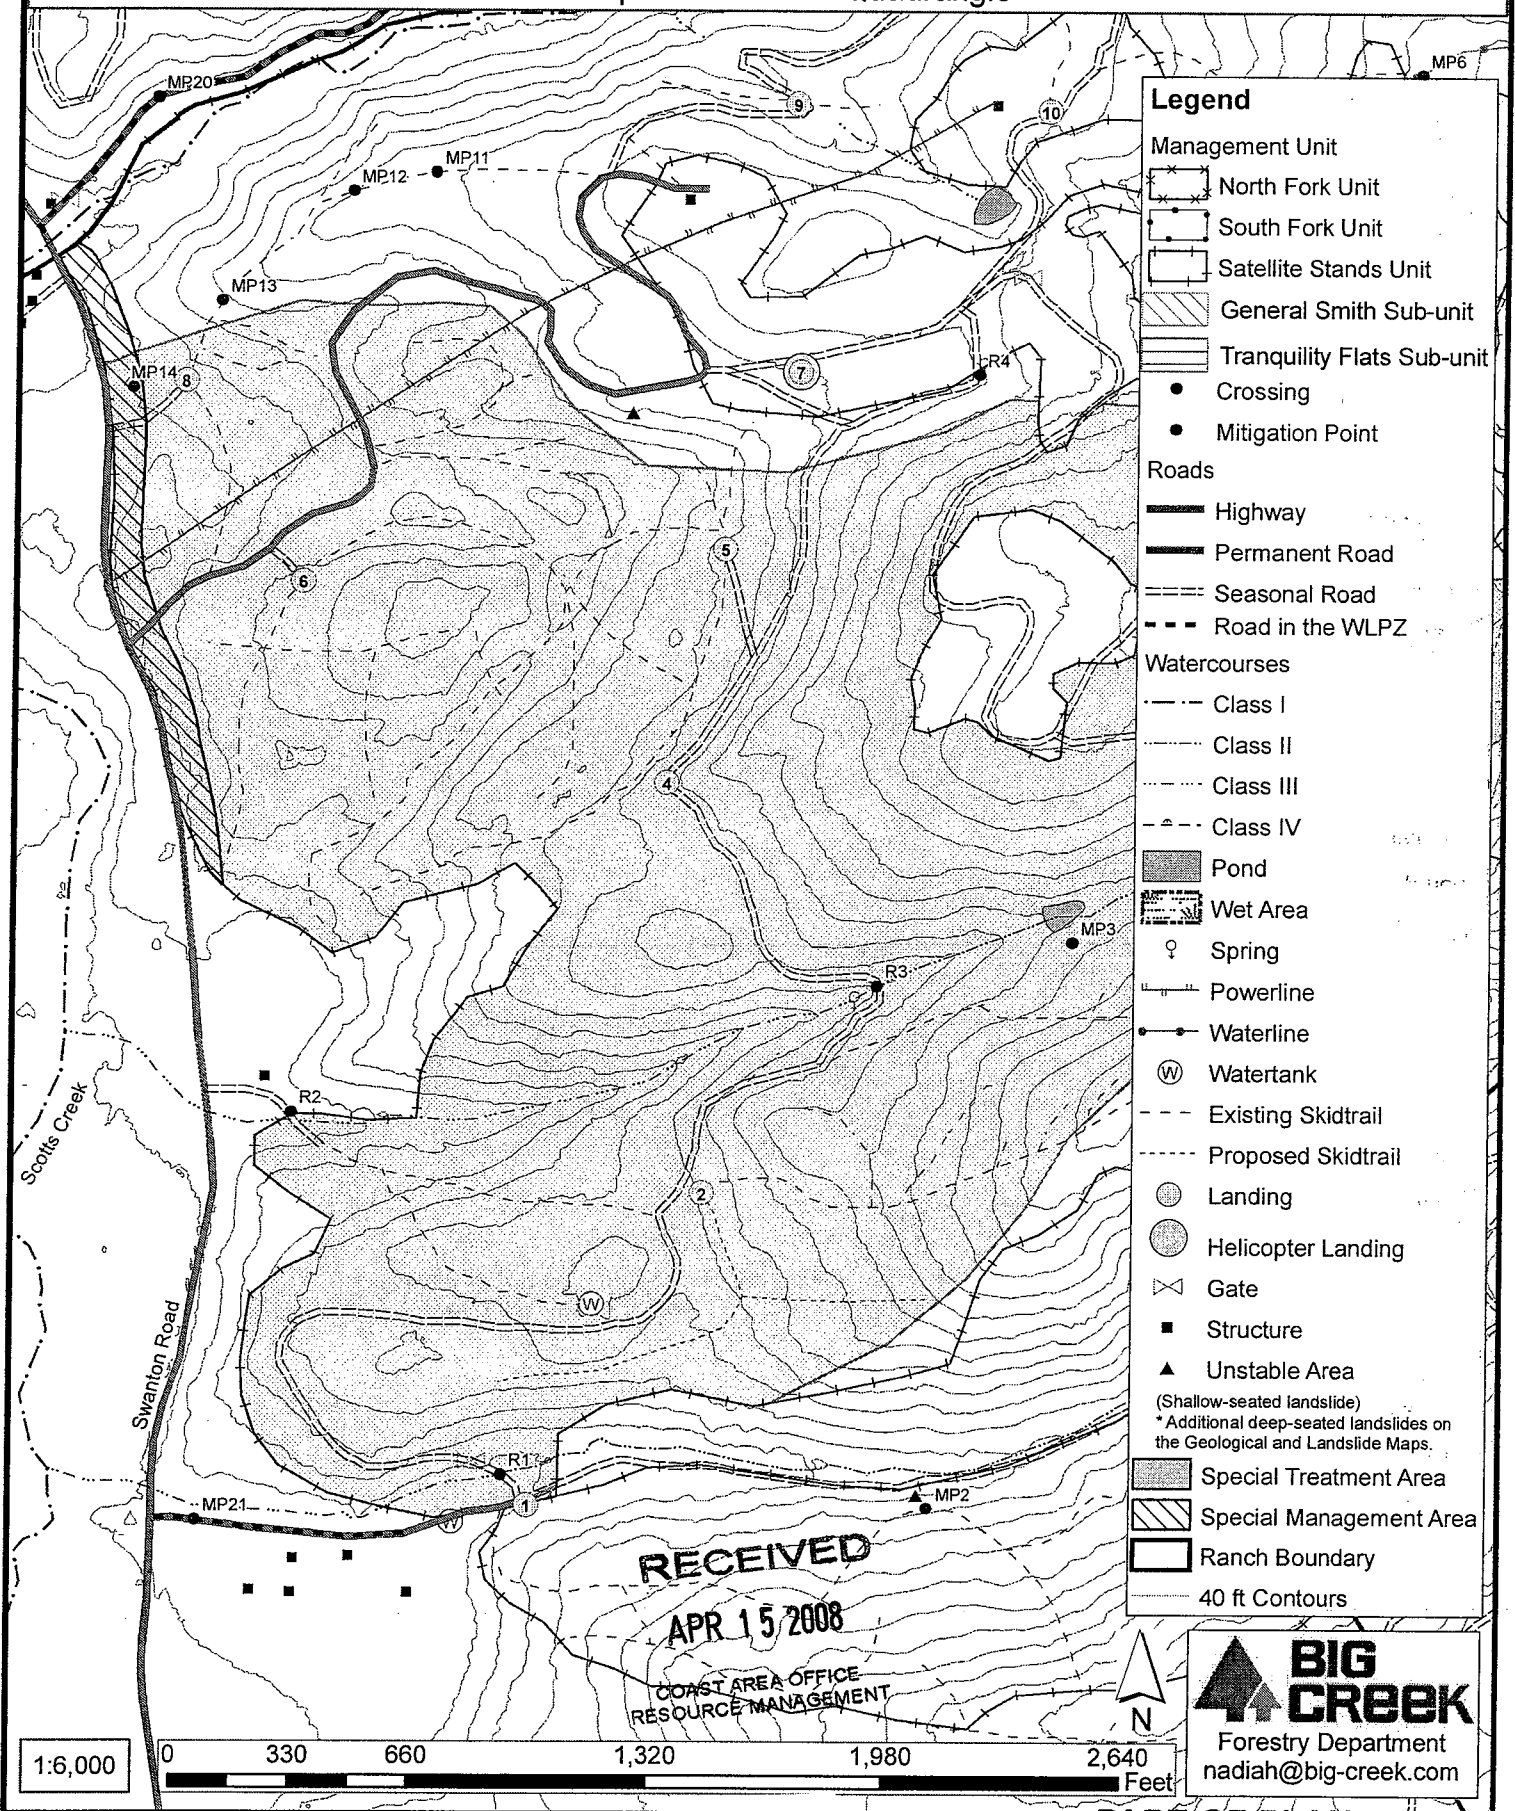 MP20
MP6
9
10
MP11
MP12
MP13
R4
7
MP14
8
5
6
4
MP3
R3
R2
Scotts Creek
2
W
Swanton Road
R1
1
MP21
W
MP2
Legend
Management Unit
North Fork Unit
South Fork Unit
Satellite Stands Unit
General Smith Sub-unit
Tranquility Flats Sub-unit
Crossing
Mitigation Point
Roads
Highway
Permanent Road
Seasonal Road
Road in the WLPZ
Watercourses
Class I
Class II
Class III
Class IV
Pond
Wet Area
Spring
Powerline
Waterline
W Watertank
Existing Skidtrail
Proposed Skidtrail
Landing
Helicopter Landing
Gate
Structure
Unstable Area
(Shallow-seated landslide)
* Additional deep-seated landslides on
the Geological and Landslide Maps.
Special Treatment Area
Special Management Area
Ranch Boundary
40 ft Contours
RECEIVED
APR 15 2008
COAST AREA OFFICE
RESOURCE MANAGEMENT
N
BIG
CREEK
Forestry Department
nadiah@big-creek.com
1:6,000
0 330 660 1,320 1,980 2,640
Feet